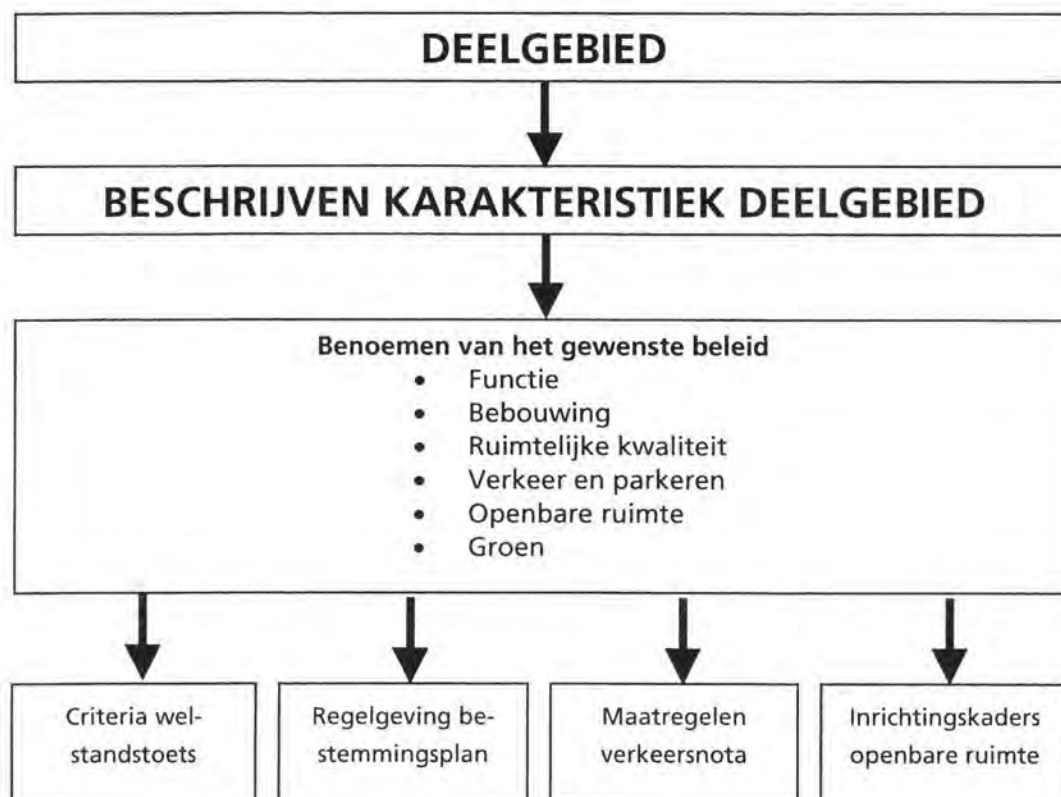 DEELGEBIED
BESCHRIJVEN KARAKTERISTIEK DEELGEBIED
Benoemen van het gewenste beleid
• Functie
• Bebouwing
• Ruimtelijke kwaliteit
• Verkeer en parkeren
• Openbare ruimte
• Groen
Criteria wel-
standstoets
Regelgeving be-
stemmingsplan
Maatregelen
verkeersnota
Inrichtingskaders
openbare ruimte